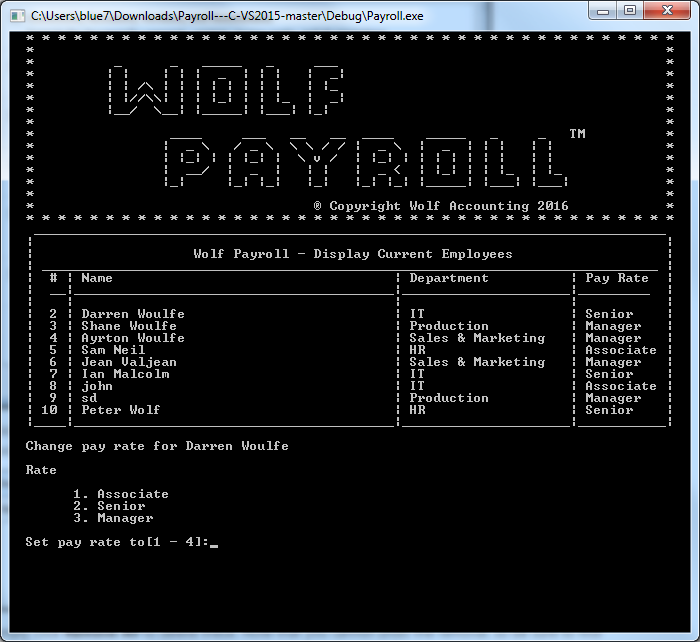 C:\Users\blue7\Downloads\Payroll---C-VS2015-master\Debug\Payroll.exe
WOLF
PAYROLL TM
® Copyright Wolf Accounting 2016
Wolf Payroll - Display Current Employees
# | Name | Department | Pay Rate
2 | Darren Woulfe | IT | Senior
3 | Shane Woulfe | Production | Manager
4 | Ayrton Woulfe | Sales & Marketing | Manager
5 | Sam Neil | HR | Associate
6 | Jean Valjean | Sales & Marketing | Manager
7 | Ian Malcolm | IT | Senior
8 | john | IT | Associate
9 | sd | Production | Manager
10 | Peter Wolf | HR | Senior
Change pay rate for Darren Woulfe
Rate
1. Associate
2. Senior
3. Manager
Set pay rate to[1 - 4]:_